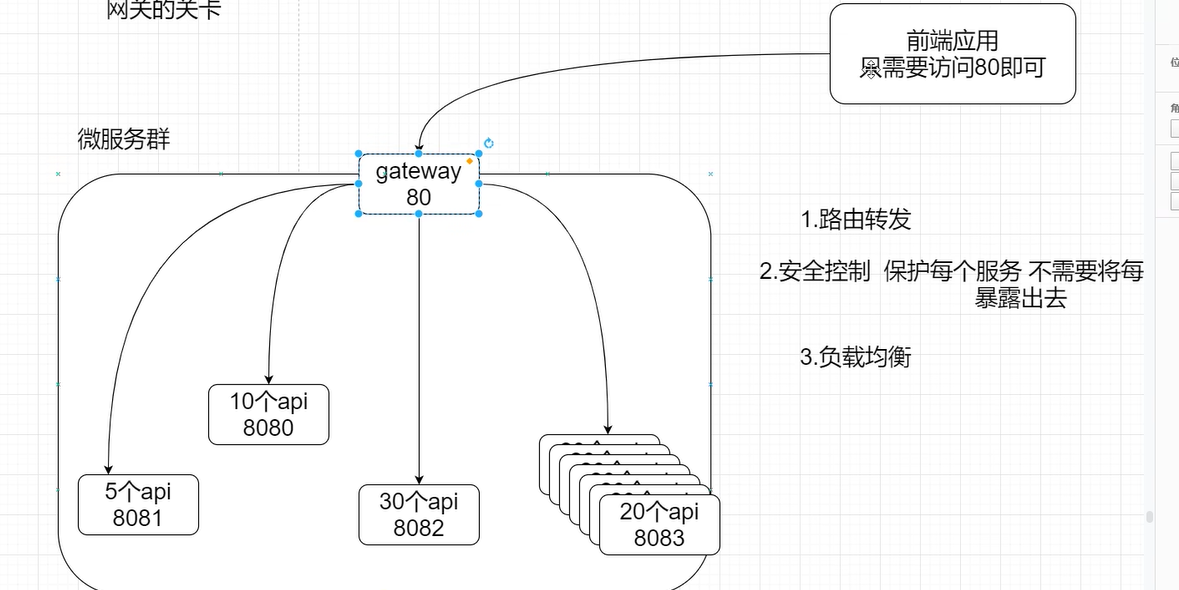 网关的关卡
前端应用
只需要访问80即可
微服务群
gateway
80
1.路由转发
2.安全控制 保护每个服务 不需要将每
暴露出去
3.负载均衡
10个api
8080
5个api
8081
30个api
8082
20个api
8083
位
角